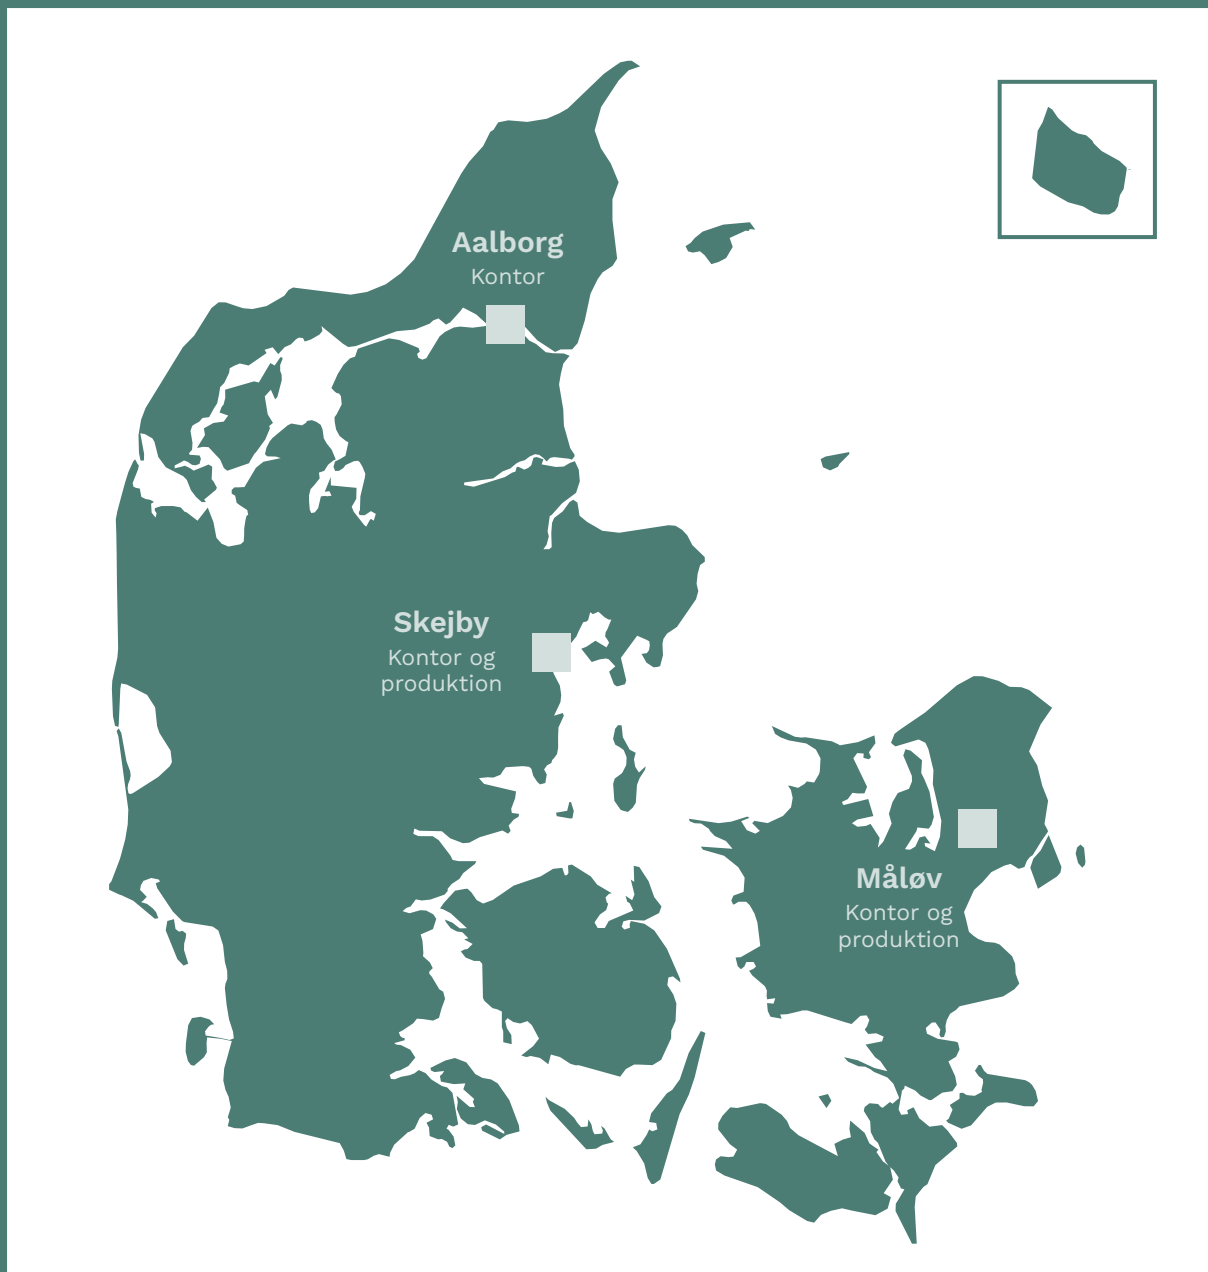 Aalborg
Kontor
Skejby
Kontor og
produktion
Måløv
Kontor og
produktion